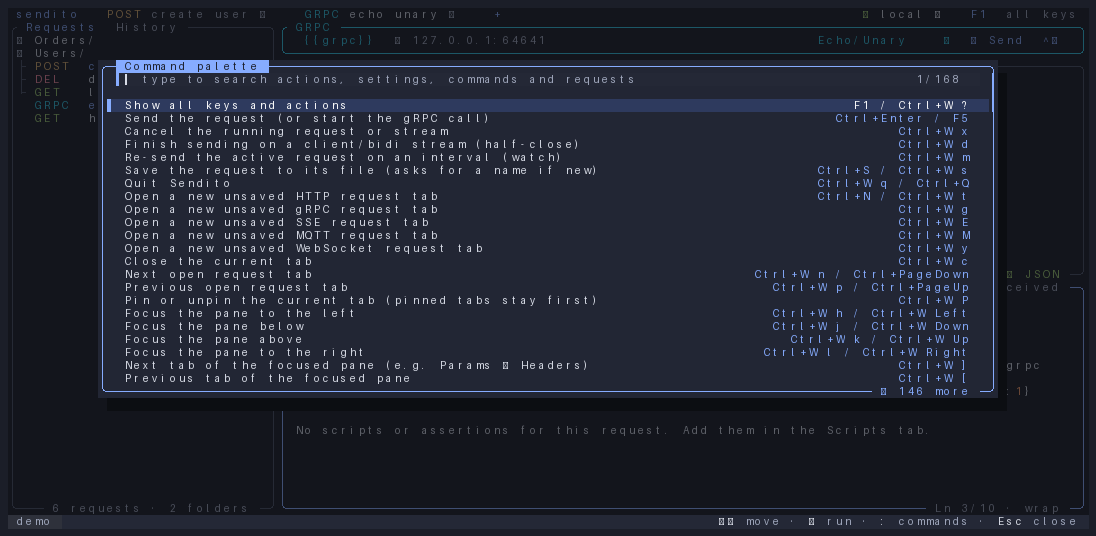 sendito POST create user GRPC echo unary + local F1 all keys
Requests History GRPC
Orders/ {{grpc}} 127.0.0.1:64641 Echo/Unary Send ^
Users/
POST c
DEL d
GET l
GRPC e
GET h
Command palette
type to search actions, settings, commands and requests 1/168
Show all keys and actions F1 / Ctrl+W ?
Send the request (or start the gRPC call) Ctrl+Enter / F5
Cancel the running request or stream Ctrl+W x
Finish sending on a client/bidi stream (half-close) Ctrl+W d
Re-send the active request on an interval (watch) Ctrl+W m
Save the request to its file (asks for a name if new) Ctrl+S / Ctrl+W s
Quit Sendito Ctrl+W q / Ctrl+Q
Open a new unsaved HTTP request tab Ctrl+N / Ctrl+W t
Open a new unsaved gRPC request tab Ctrl+W g
Open a new unsaved SSE request tab Ctrl+W E
Open a new unsaved MQTT request tab Ctrl+W M
Open a new unsaved WebSocket request tab Ctrl+W y
Close the current tab Ctrl+W c
Next open request tab Ctrl+W n / Ctrl+PageDown
Previous open request tab Ctrl+W p / Ctrl+PageUp
Pin or unpin the current tab (pinned tabs stay first) Ctrl+W P
Focus the pane to the left Ctrl+W h / Ctrl+W Left
Focus the pane below Ctrl+W j / Ctrl+W Down
Focus the pane above Ctrl+W k / Ctrl+W Up
Focus the pane to the right Ctrl+W l / Ctrl+W Right
Next tab of the focused pane (e.g. Params Headers) Ctrl+W ]
Previous tab of the focused pane Ctrl+W [
146 more
JSON
ceived
grpc
:1}
No scripts or assertions for this request. Add them in the Scripts tab.
6 requests · 2 folders Ln 3/10 · wrap
demo move · run · : commands · Esc close